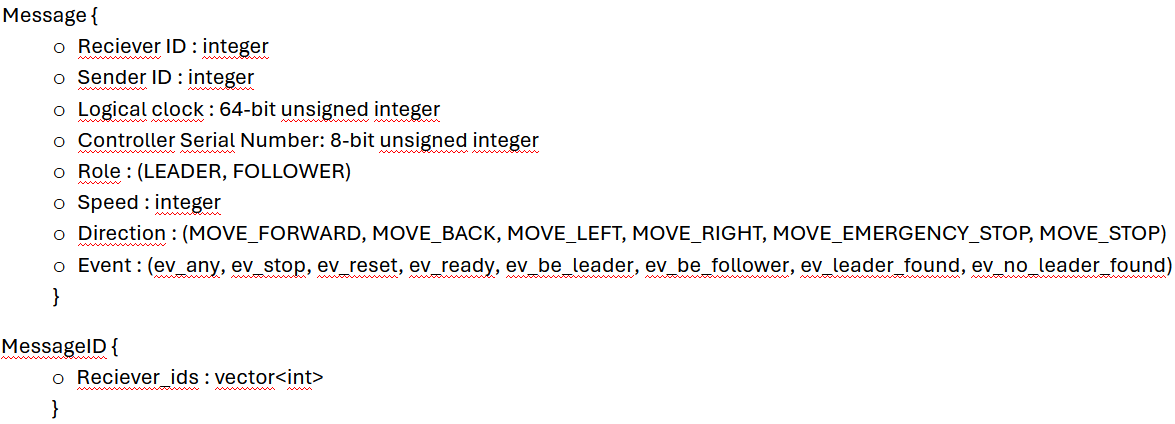 Message {
o Reciever ID : integer
o Sender ID : integer
o Logical clock : 64-bit unsigned integer
o Controller Serial Number: 8-bit unsigned integer
o Role : (LEADER, FOLLOWER)
o Speed : integer
o Direction : (MOVE_FORWARD, MOVE_BACK, MOVE_LEFT, MOVE_RIGHT, MOVE_EMERGENCY_STOP, MOVE_STOP)
o Event : (ev_any, ev_stop, ev_reset, ev_ready, ev_be_leader, ev_be_follower, ev_leader_found, ev_no_leader_found)
}
MessageID {
o Reciever_ids : vector<int>
}